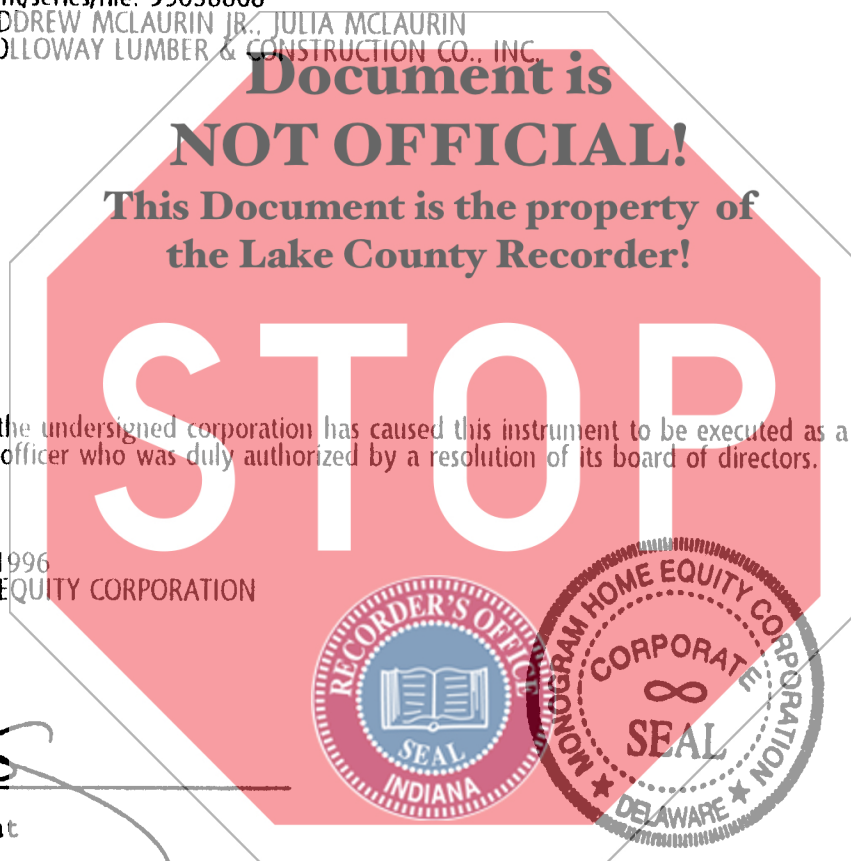 DDREW MCLAURIN JR., JULIA MCLAURIN
OLLOWAY LUMBER & CONSTRUCTION CO., INC.
Document is
NOT OFFICIAL!
This Document is the property of
the Lake County Recorder!
STOP
the undersigned corporation has caused this instrument to be executed as a
officer who was duly authorized by a resolution of its board of directors.
1996
EQUITY CORPORATION
RECORDER'S OFFICE
SEAL
INDIANA
MONOGRAM HOME EQUITY CORPORATION
CORPORATE
SEAL
DELAWARE